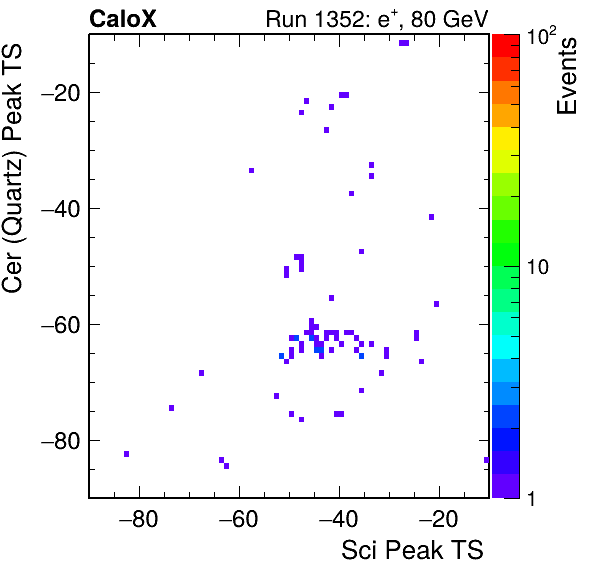 CaloX Run 1352: e⁺, 80 GeV
Cer (Quartz) Peak TS
−20
−40
−60
−80
−80 −60 −40 −20
Sci Peak TS
10²
10
1
Events